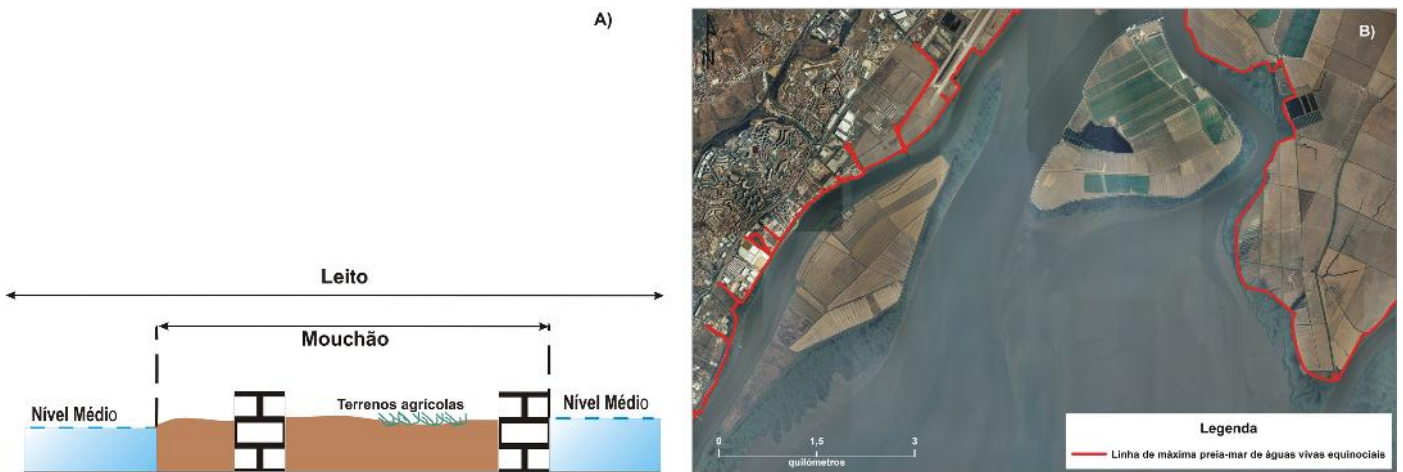 A)
Leito
Mouchão
Nível Médio
Terrenos agrícolas
Nível Médio
B)
N
0
1,5
3
quilómetros
Legenda
Linha de máxima preia-mar de águas vivas equinociais